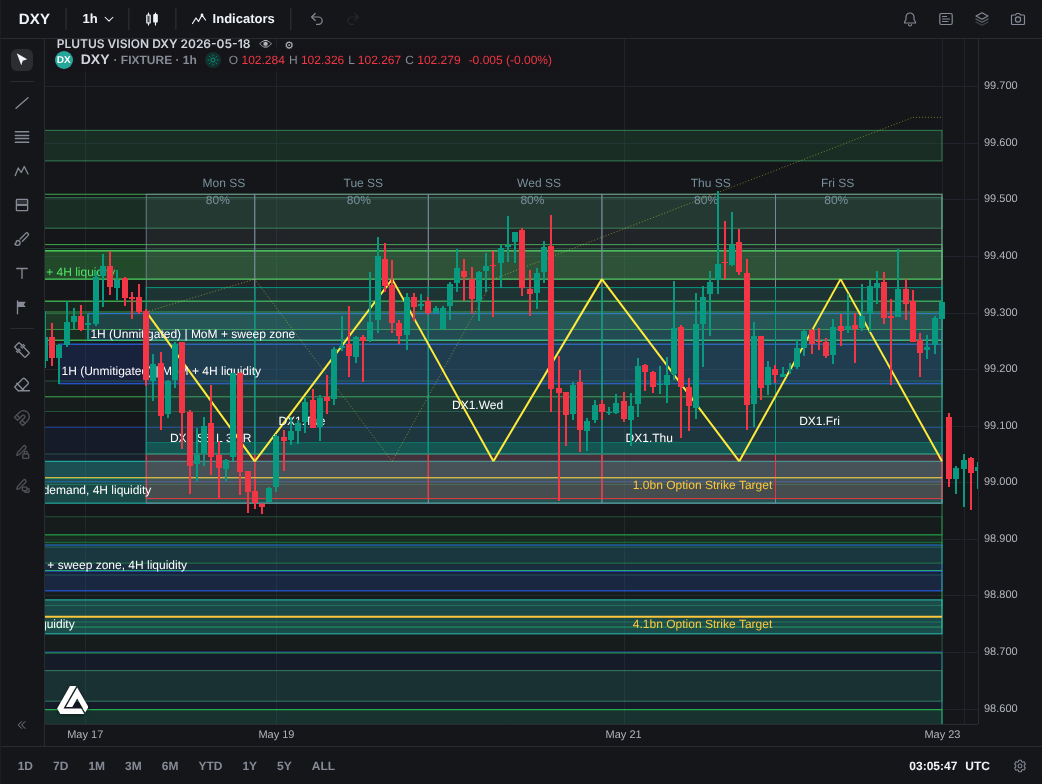 DXY 1h Indicators
PLUTUS VISION DXY 2026-05-18
DX DXY · FIXTURE · 1h O 102.284 H 102.326 L 102.267 C 102.279 -0.005 (-0.00%)
99.700
99.600
Mon SS Tue SS Wed SS Thu SS Fri SS
80% 80% 80% 80% 80%
99.500
99.400
+ 4H liquidity
99.300
1H (Unmitigated) | MoM + sweep zone
1H (Unmitigated) | MoM + 4H liquidity
99.200
DX1.Wed
DX1.Fri
99.100
DX1.Thu
1.0bn Option Strike Target
demand, 4H liquidity
99.000
98.900
+ sweep zone, 4H liquidity
98.800
4.1bn Option Strike Target
98.700
98.600
May 17 May 19 May 21 May 23
1D 7D 1M 3M 6M YTD 1Y 5Y ALL 03:05:47 UTC